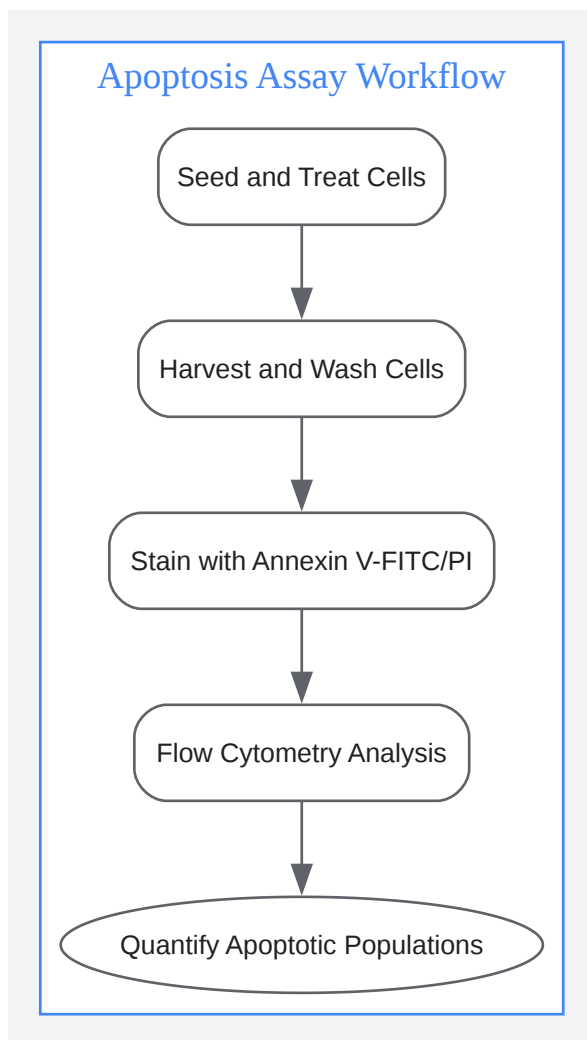 Apoptosis Assay Workflow
Seed and Treat Cells
Harvest and Wash Cells
Stain with Annexin V-FITC/PI
Flow Cytometry Analysis
Quantify Apoptotic Populations